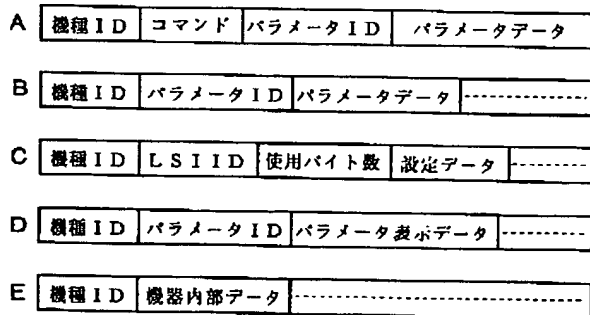 A 機種ID コマンド パラメータID パラメータデータ
B 機種ID パラメータID パラメータデータ
C 機種ID LSIID 使用バイト数 設定データ
D 機種ID パラメータID パラメータ表示データ
E 機種ID 機器内部データ